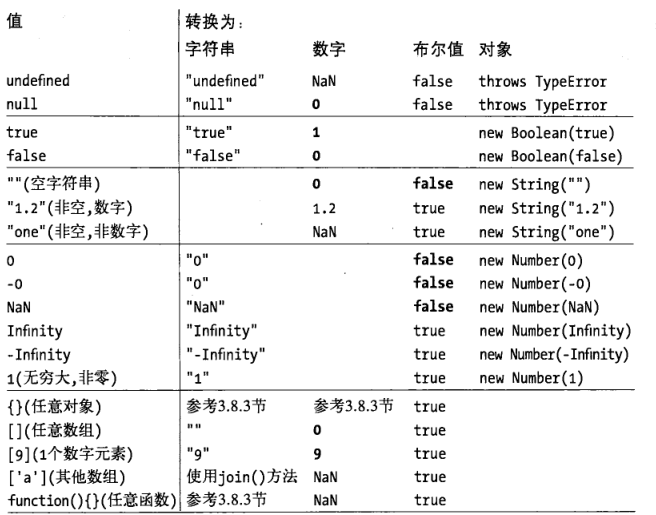 值 转换为:
字符串 数字 布尔值 对象
undefined "undefined" NaN false throws TypeError
null "null" 0 false throws TypeError
true "true" 1 new Boolean(true)
false "false" 0 new Boolean(false)
""(空字符串) 0 false new String("")
"1.2"(非空,数字) 1.2 true new String("1.2")
"one"(非空,非数字) NaN true new String("one")
0 "0" false new Number(0)
-0 "0" false new Number(-0)
NaN "NaN" false new Number(NaN)
Infinity "Infinity" true new Number(Infinity)
-Infinity "-Infinity" true new Number(-Infinity)
1(无穷大,非零) "1" true new Number(1)
{}(任意对象) 参考3.8.3节 参考3.8.3节 true
[](任意数组) "" 0 true
[9](1个数字元素) "9" 9 true
['a'](其他数组) 使用join()方法 NaN true
function(){}(任意函数) 参考3.8.3节 NaN true